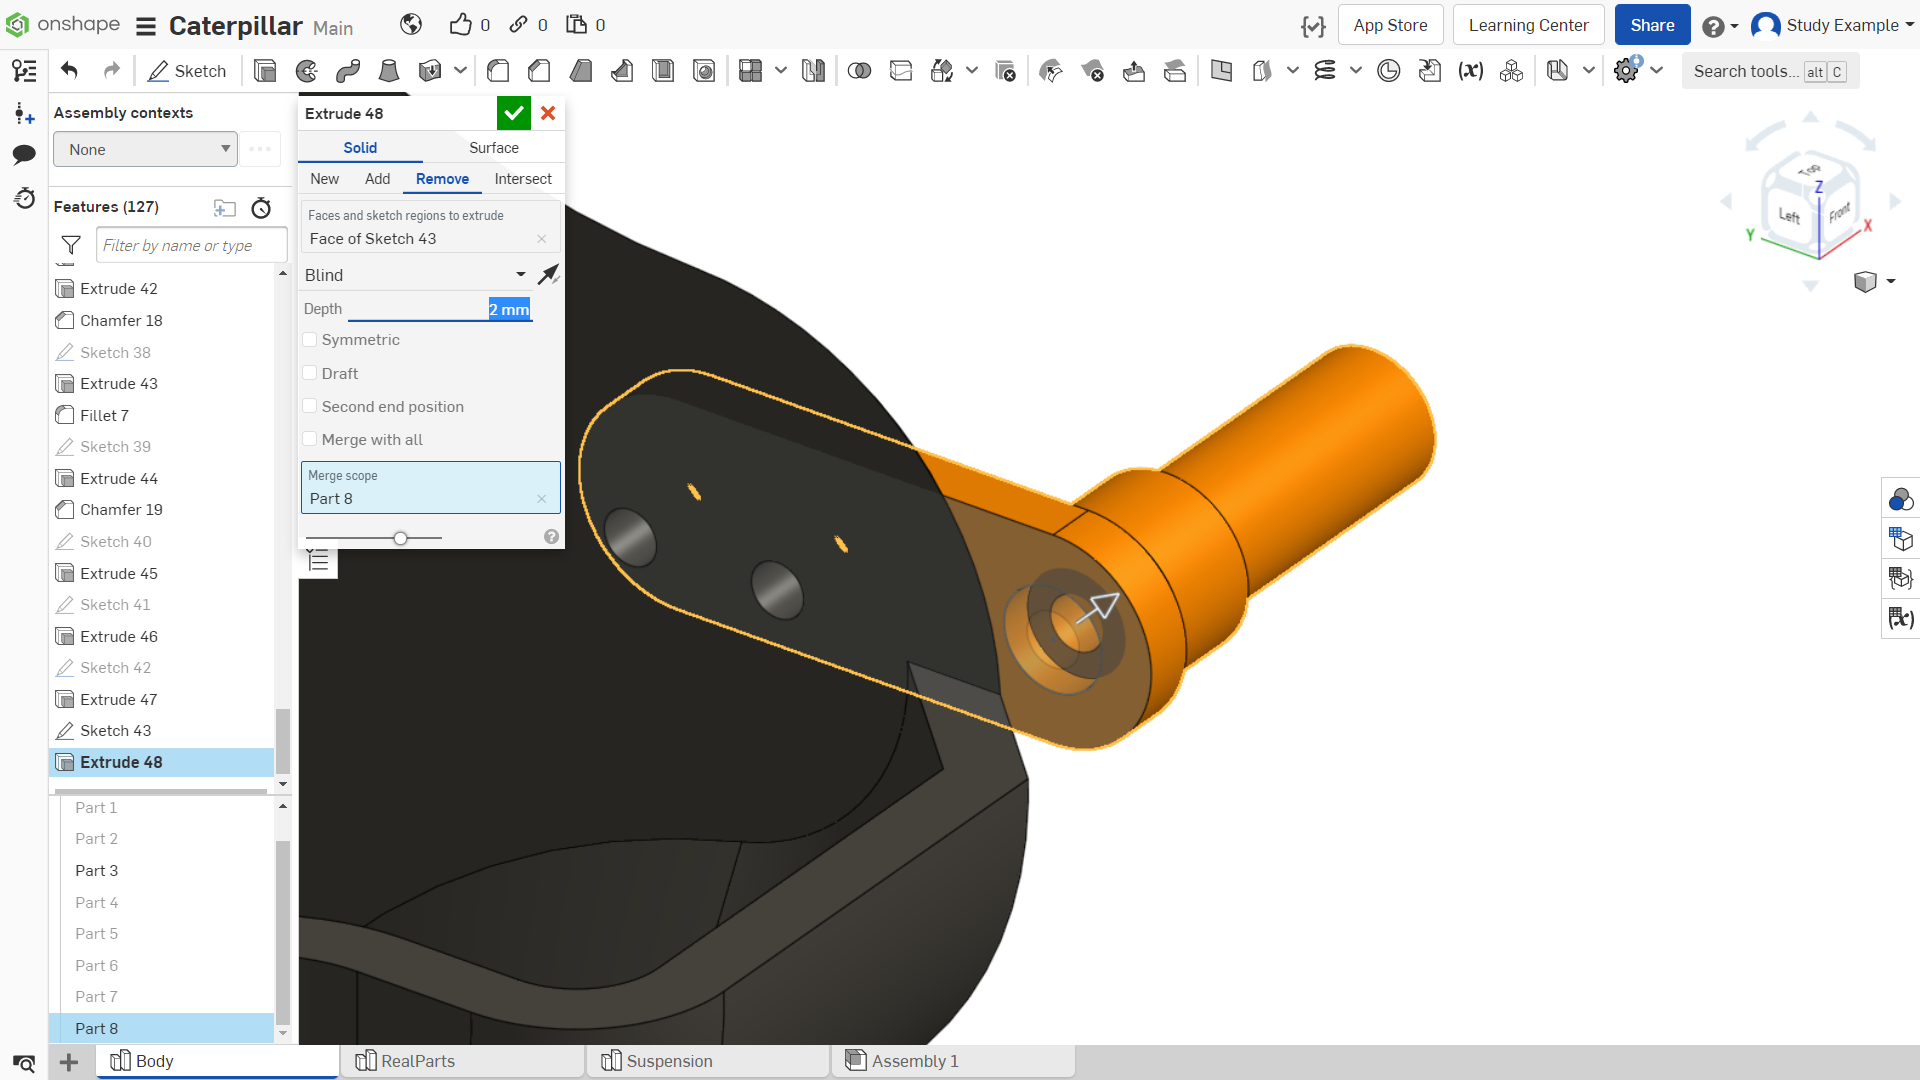 onshape Caterpillar Main 0 0 0 App Store Learning Center Share Study Example
Sketch Search tools... alt C
Assembly contexts
None
Features (127)
Filter by name or type
Extrude 42
Chamfer 18
Sketch 38
Extrude 43
Fillet 7
Sketch 39
Extrude 44
Chamfer 19
Sketch 40
Extrude 45
Sketch 41
Extrude 46
Sketch 42
Extrude 47
Sketch 43
Extrude 48
Part 1
Part 2
Part 3
Part 4
Part 5
Part 6
Part 7
Part 8
Extrude 48
Solid Surface
New Add Remove Intersect
Faces and sketch regions to extrude
Face of Sketch 43
Blind
Depth 2 mm
Symmetric
Draft
Second end position
Merge with all
Merge scope
Part 8
Top
Left Front
Z
Y
X
Body RealParts Suspension Assembly 1